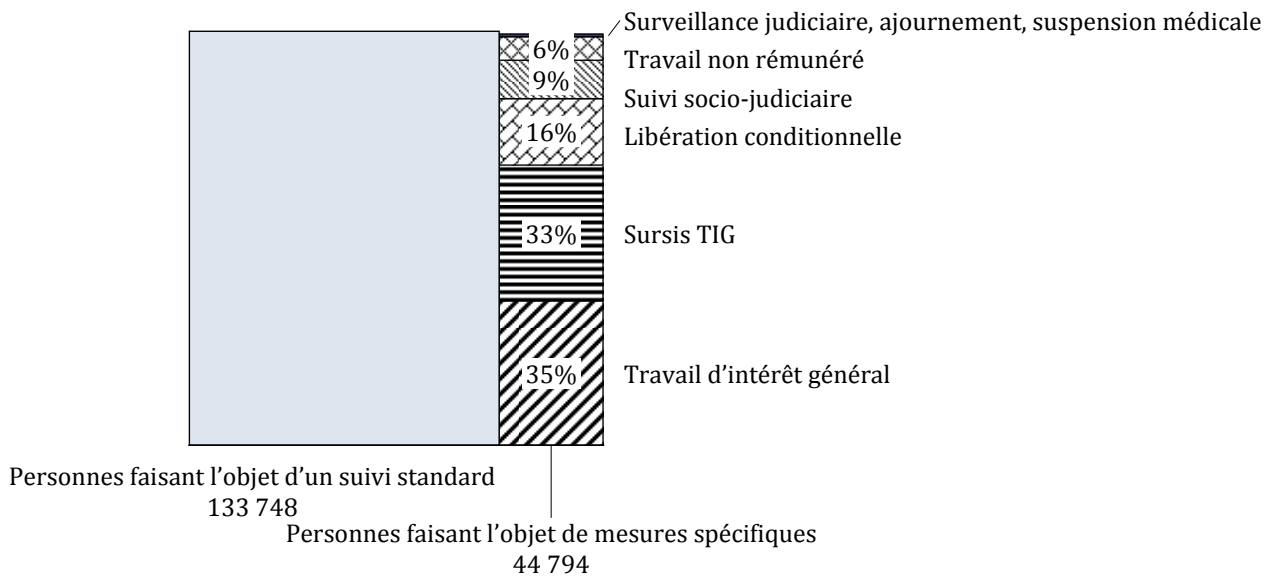 Surveillance judiciaire, ajournement, suspension médicale
6%
Travail non rémunéré
9%
Suivi socio-judiciaire
16%
Libération conditionnelle
33%
Sursis TIG
35%
Travail d'intérêt général
Personnes faisant l'objet d'un suivi standard
133 748
Personnes faisant l'objet de mesures spécifiques
44 794